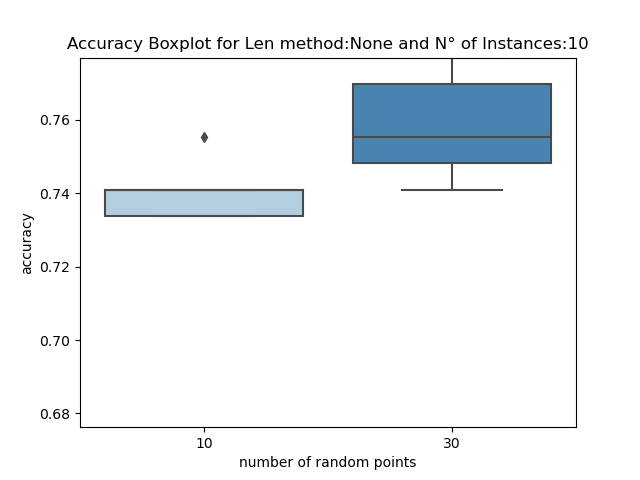 Accuracy Boxplot for Len method:None and N° of Instances:10
0.76
0.74
0.72
0.70
0.68
accuracy
10
30
number of random points